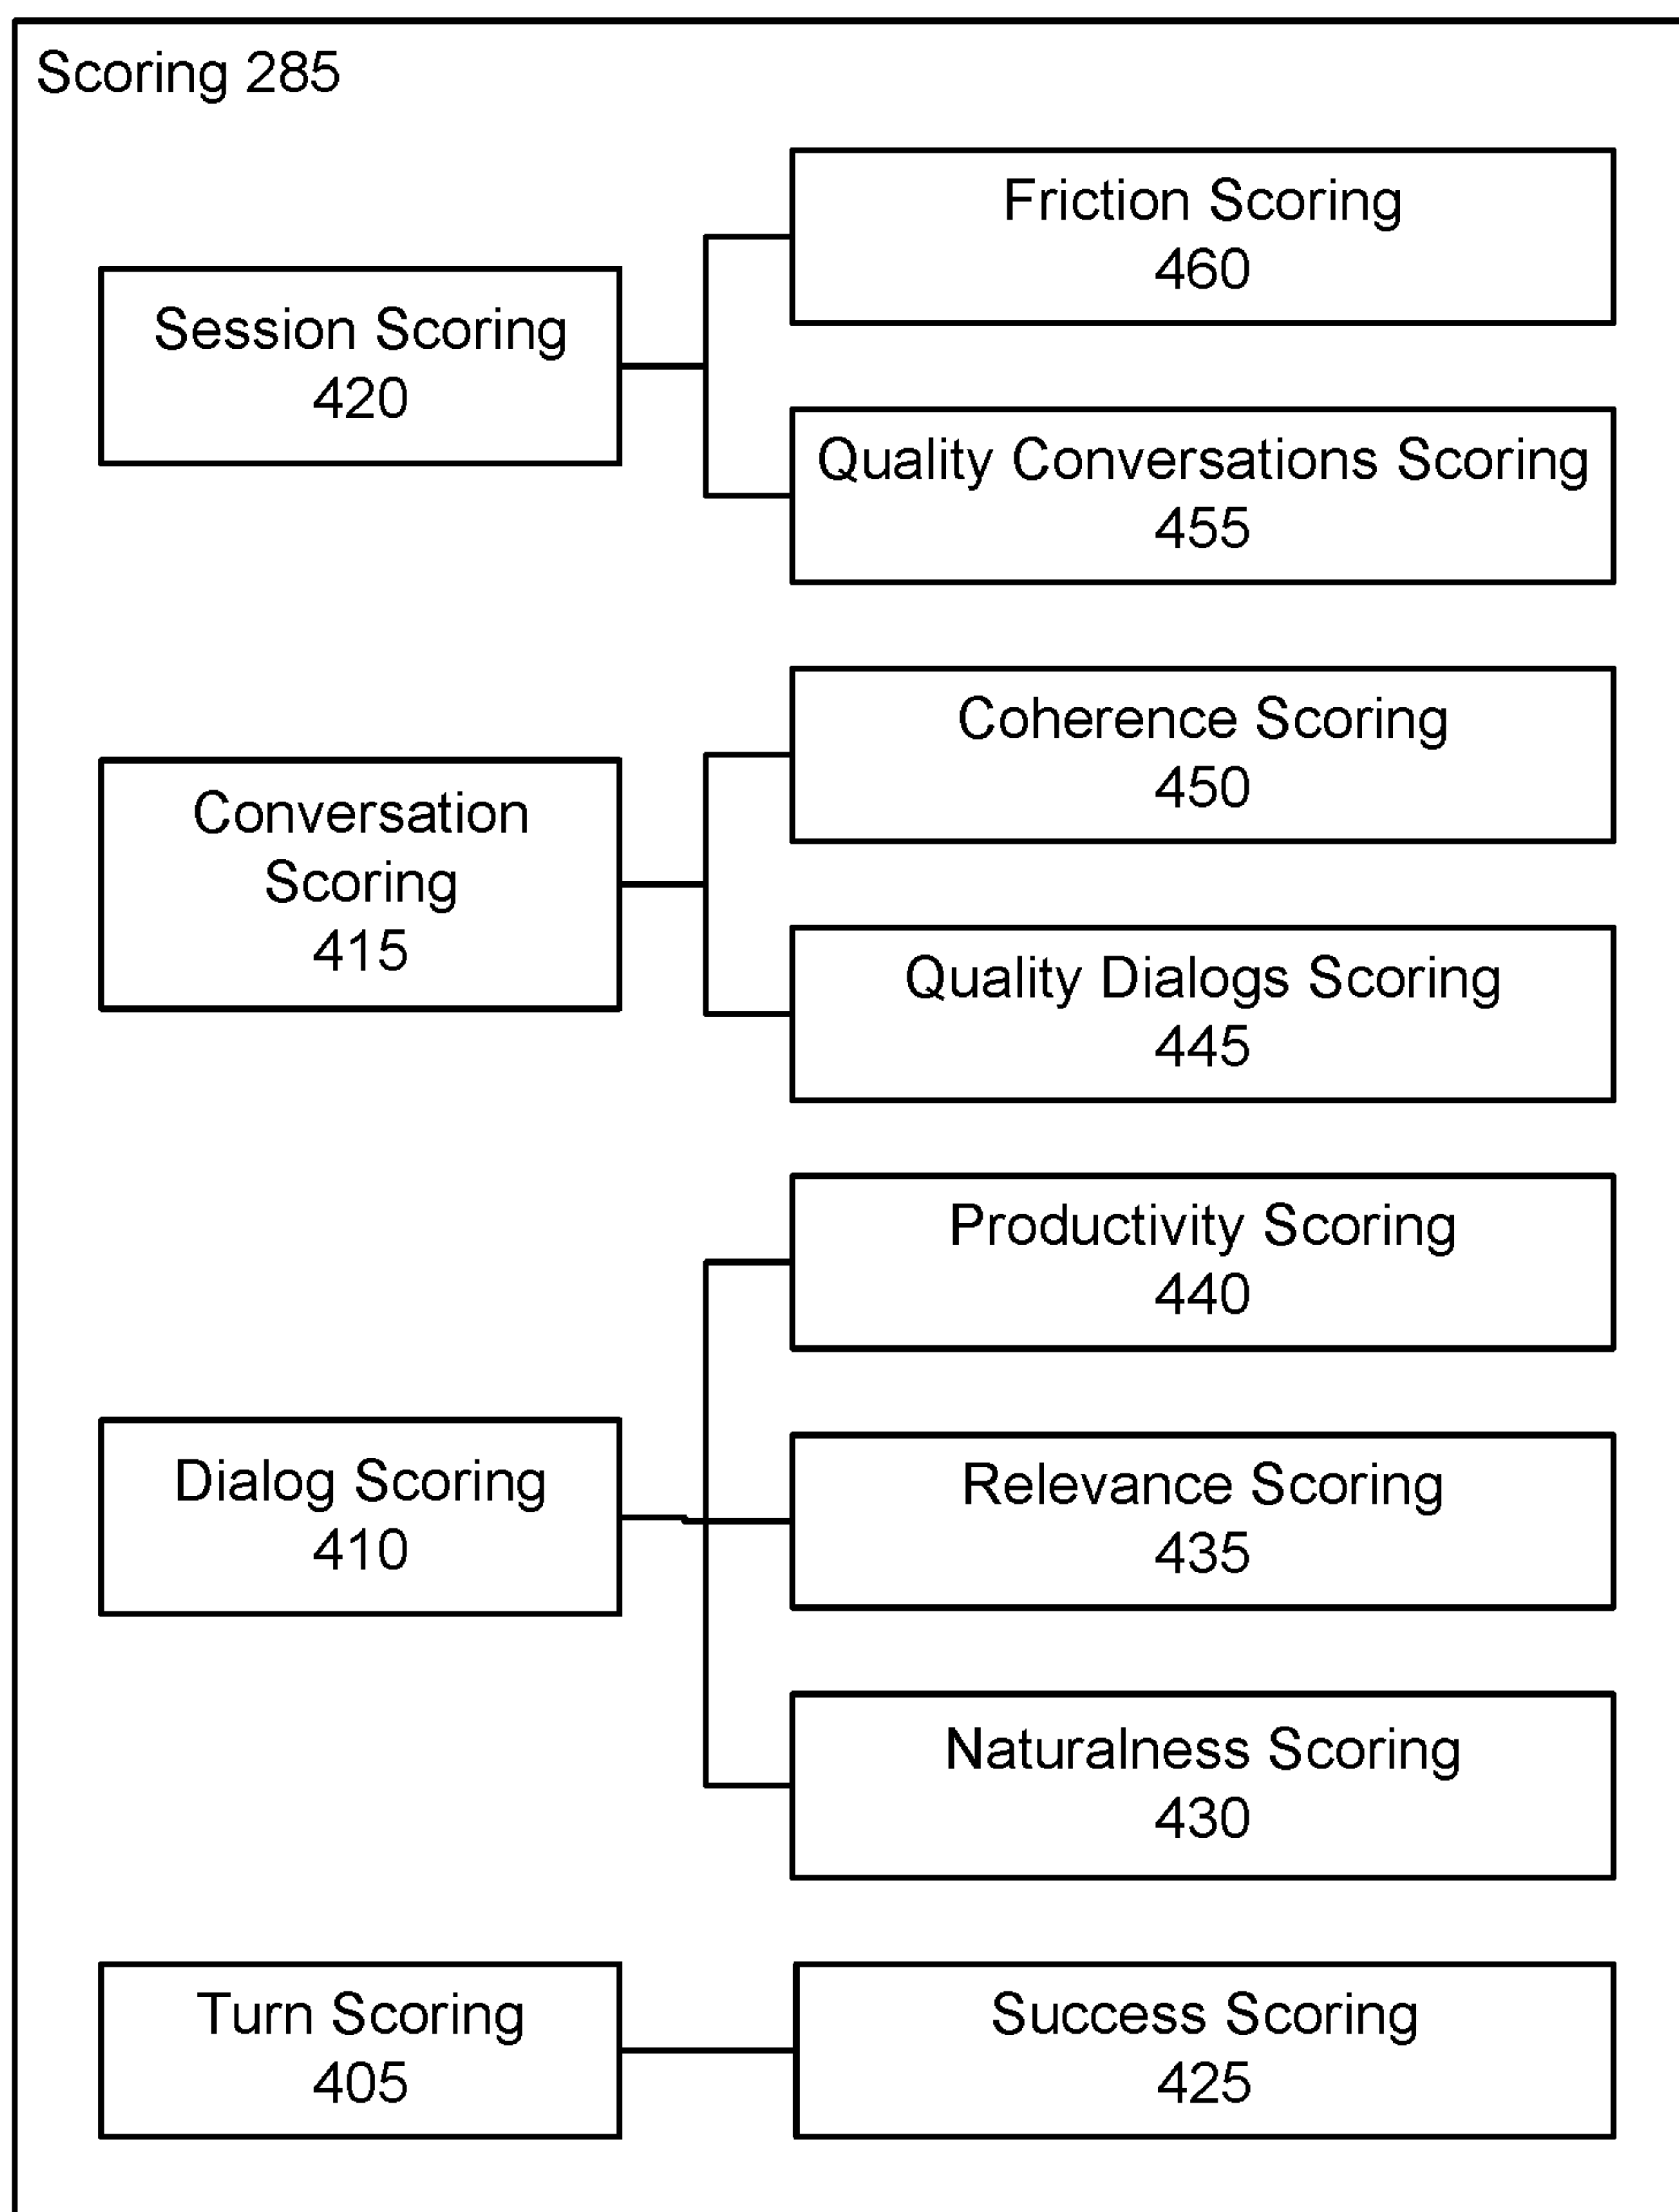 Scoring 285
Friction Scoring
460
Session Scoring
420
Quality Conversations Scoring
455
Coherence Scoring
450
Conversation
Scoring
415
Quality Dialogs Scoring
445
Productivity Scoring
440
Dialog Scoring
410
Relevance Scoring
435
Naturalness Scoring
430
Turn Scoring
405
Success Scoring
425